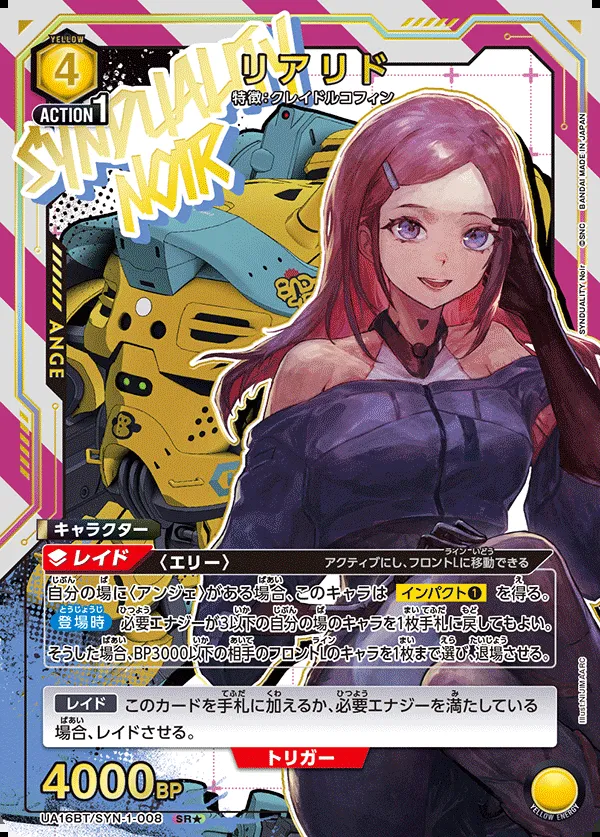 YELLOW
4
ACTION 1
リアリド
特徴：クレイドルコフィン
SYNDUALITY
NOIR
ANGE
SYNDUALITY Noir ©SNC BANDAI MADE IN JAPAN
キャラクター
レイド 〈エリー〉 アクティブにし、フロントLに移動できる
自分の場に〈アンジェ〉がある場合、このキャラは インパクト❶ を得る。
登場時 必要エナジーが3以下の自分の場のキャラを1枚手札に戻してもよい。
そうした場合、BP3000以下の相手のフロントLのキャラを1枚まで選び、退場させる。
レイド このカードを手札に加えるか、必要エナジーを満たしている
場合、レイドさせる。
トリガー
4000BP
UA16BT/SYN-1-008 SR★
YELLOW ENERGY
Illust:NIJIMAARC